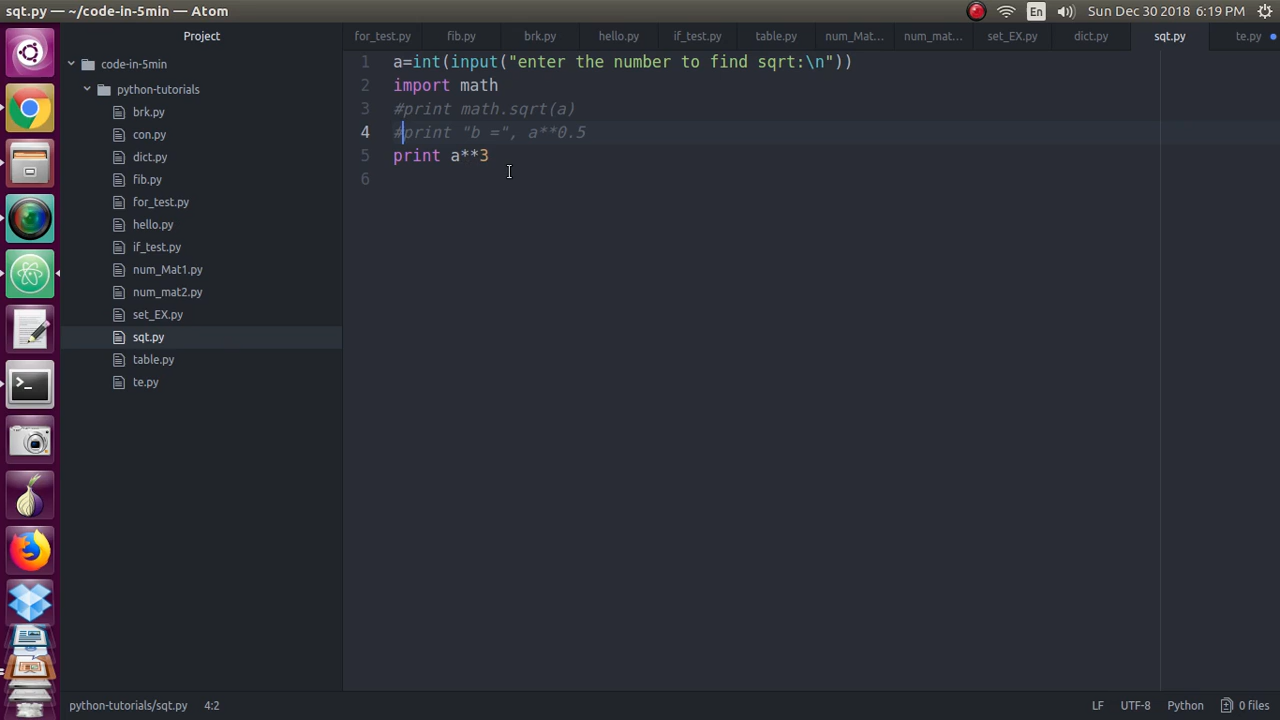 sqt.py — ~/code-in-5min — Atom
En
Sun Dec 30 2018 6:19 PM
Project
for_test.py fib.py brk.py hello.py if_test.py table.py num_Mat... num_mat... set_EX.py dict.py sqt.py te.py
code-in-5min
python-tutorials
brk.py
con.py
dict.py
fib.py
for_test.py
hello.py
if_test.py
num_Mat1.py
num_mat2.py
set_EX.py
sqt.py
table.py
te.py
1 a=int(input("enter the number to find sqrt:\n"))
2 import math
3 #print math.sqrt(a)
4 #print "b =", a**0.5
5 print a**3
6
python-tutorials/sqt.py 4:2 LF UTF-8 Python 0 files